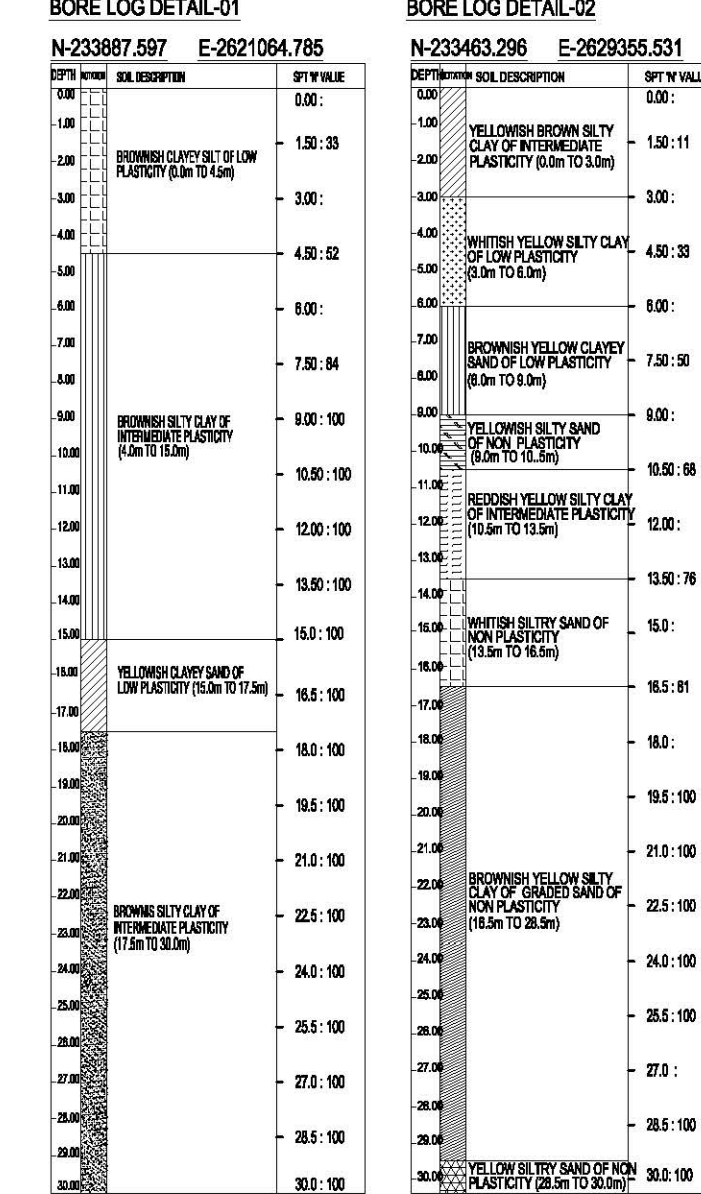 BORE LOG DETAIL-01
N-233887.597 E-2621064.785
DEPTH NOTATION SOIL DESCRIPTION SPT 'N' VALUE
0.00 0.00 :
-1.00
1.50 : 33
BROWNISH CLAYEY SILT OF LOW
-2.00
PLASTICITY (0.0m TO 4.5m)
-3.00 3.00 :
-4.00
4.50 : 52
-5.00
-6.00 6.00 :
-7.00
7.50 : 84
-8.00
-9.00 9.00 : 100
BROWNISH SILTY CLAY OF
INTERMEDIATE PLASTICITY
-10.00 (4.0m TO 15.0m)
10.50 : 100
-11.00
-12.00 12.00 : 100
-13.00
13.50 : 100
-14.00
-15.00 15.0 : 100
-16.00 YELLOWISH CLAYEY SAND OF
LOW PLASTICITY (15.0m TO 17.5m)
16.5 : 100
-17.00
-18.00 18.0 : 100
-19.00
19.5 : 100
-20.00
-21.00 21.0 : 100
-22.00
BROWNIS SILTY CLAY OF 22.5 : 100
INTERMEDIATE PLASTICITY
-23.00
(17.5m TO 30.0m)
-24.00 24.0 : 100
-25.00
25.5 : 100
-26.00
-27.00 27.0 : 100
-28.00
28.5 : 100
-29.00
30.00 30.0 : 100
BORE LOG DETAIL-02
N-233463.296 E-2629355.531
DEPTH NOTATION SOIL DESCRIPTION SPT 'N' VALU
0.00 0.00 :
-1.00
YELLOWISH BROWN SILTY
CLAY OF INTERMEDIATE 1.50 : 11
-2.00 PLASTICITY (0.0m TO 3.0m)
-3.00 3.00 :
-4.00
WHITISH YELLOW SILTY CLAY
OF LOW PLASTICITY 4.50 : 33
-5.00 (3.0m TO 6.0m)
-6.00 6.00 :
-7.00
BROWNISH YELLOW CLAYEY
SAND OF LOW PLASTICITY 7.50 : 50
-8.00 (6.0m TO 9.0m)
-9.00 9.00 :
YELLOWISH SILTY SAND
OF NON PLASTICITY
-10.00 (9.0m TO 10..5m)
10.50 : 68
-11.00
REDDISH YELLOW SILTY CLAY
OF INTERMEDIATE PLASTICITY
-12.00 (10.5m TO 13.5m) 12.00 :
-13.00
13.50 : 76
-14.00
WHITISH SILTRY SAND OF
-15.00 NON PLASTICITY 15.0 :
(13.5m TO 16.5m)
-16.00
16.5 : 81
-17.00
-18.00 18.0 :
-19.00
19.5 : 100
-20.00
-21.00 21.0 : 100
BROWNISH YELLOW SILTY
-22.00 CLAY OF GRADED SAND OF
NON PLASTICITY 22.5 : 100
-23.00 (16.5m TO 28.5m)
-24.00 24.0 : 100
-25.00
25.5 : 100
-26.00
-27.00 27.0 :
-28.00
28.5 : 100
-29.00
YELLOW SILTRY SAND OF NON
-30.00 PLASTICITY (28.5m TO 30.0m) 30.0: 100